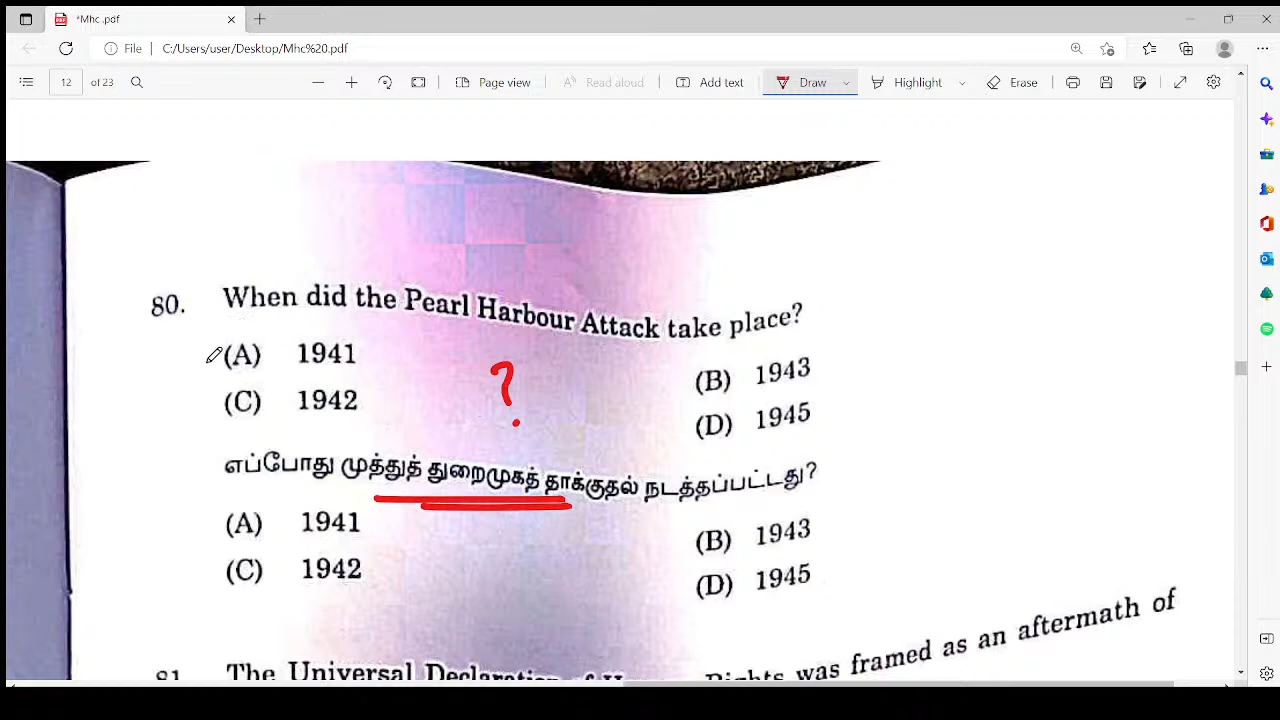 *Mhc .pdf
File | C:/Users/user/Desktop/Mhc%20.pdf
12 of 23 Page view Read aloud Add text Draw Highlight Erase
80. When did the Pearl Harbour Attack take place?
(A) 1941 (B) 1943
(C) 1942 (D) 1945
?
எப்போது முத்துத் துறைமுகத் தாக்குதல் நடத்தப்பட்டது?
(A) 1941 (B) 1943
(C) 1942 (D) 1945
81. The Universal Declaration of Rights was framed as an aftermath of